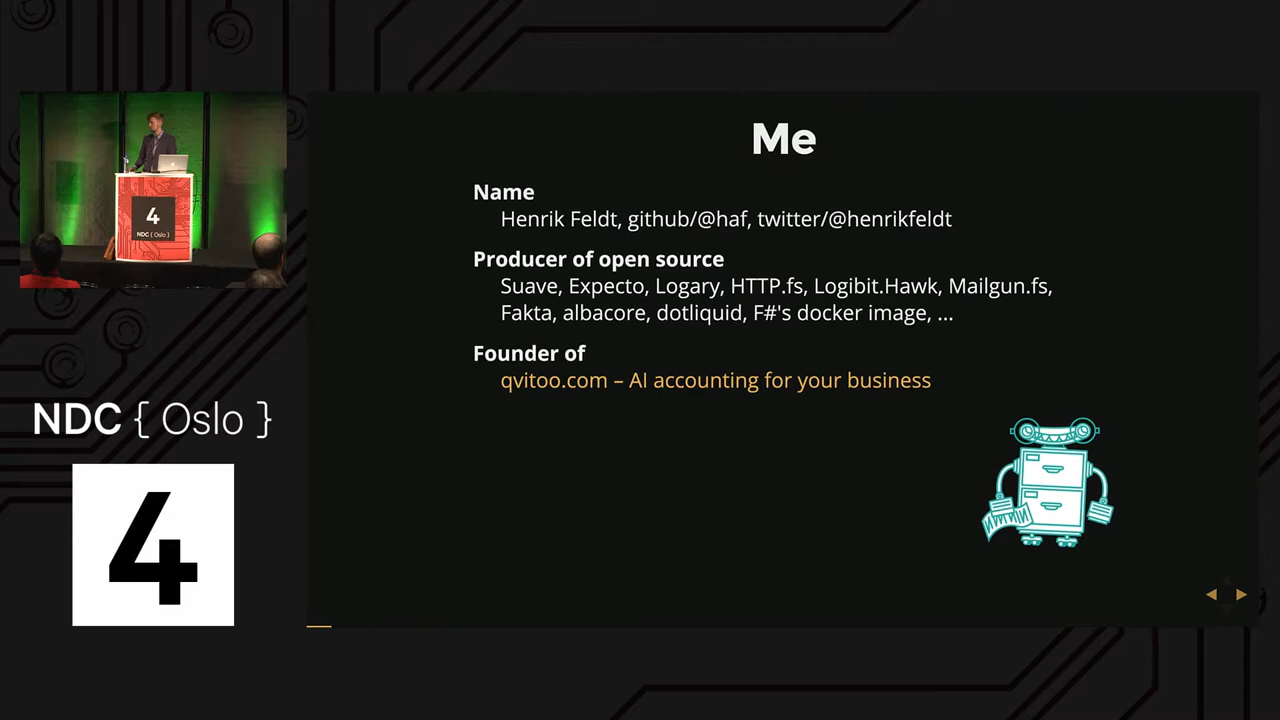 Me
Name
Henrik Feldt, github/@haf, twitter/@henrikfeldt
Producer of open source
Suave, Expecto, Logary, HTTP.fs, Logibit.Hawk, Mailgun.fs,
Fakta, albacore, dotliquid, F#'s docker image, ...
Founder of
qvitoo.com – AI accounting for your business
4
NDC { Oslo }
NDC { Oslo }
4